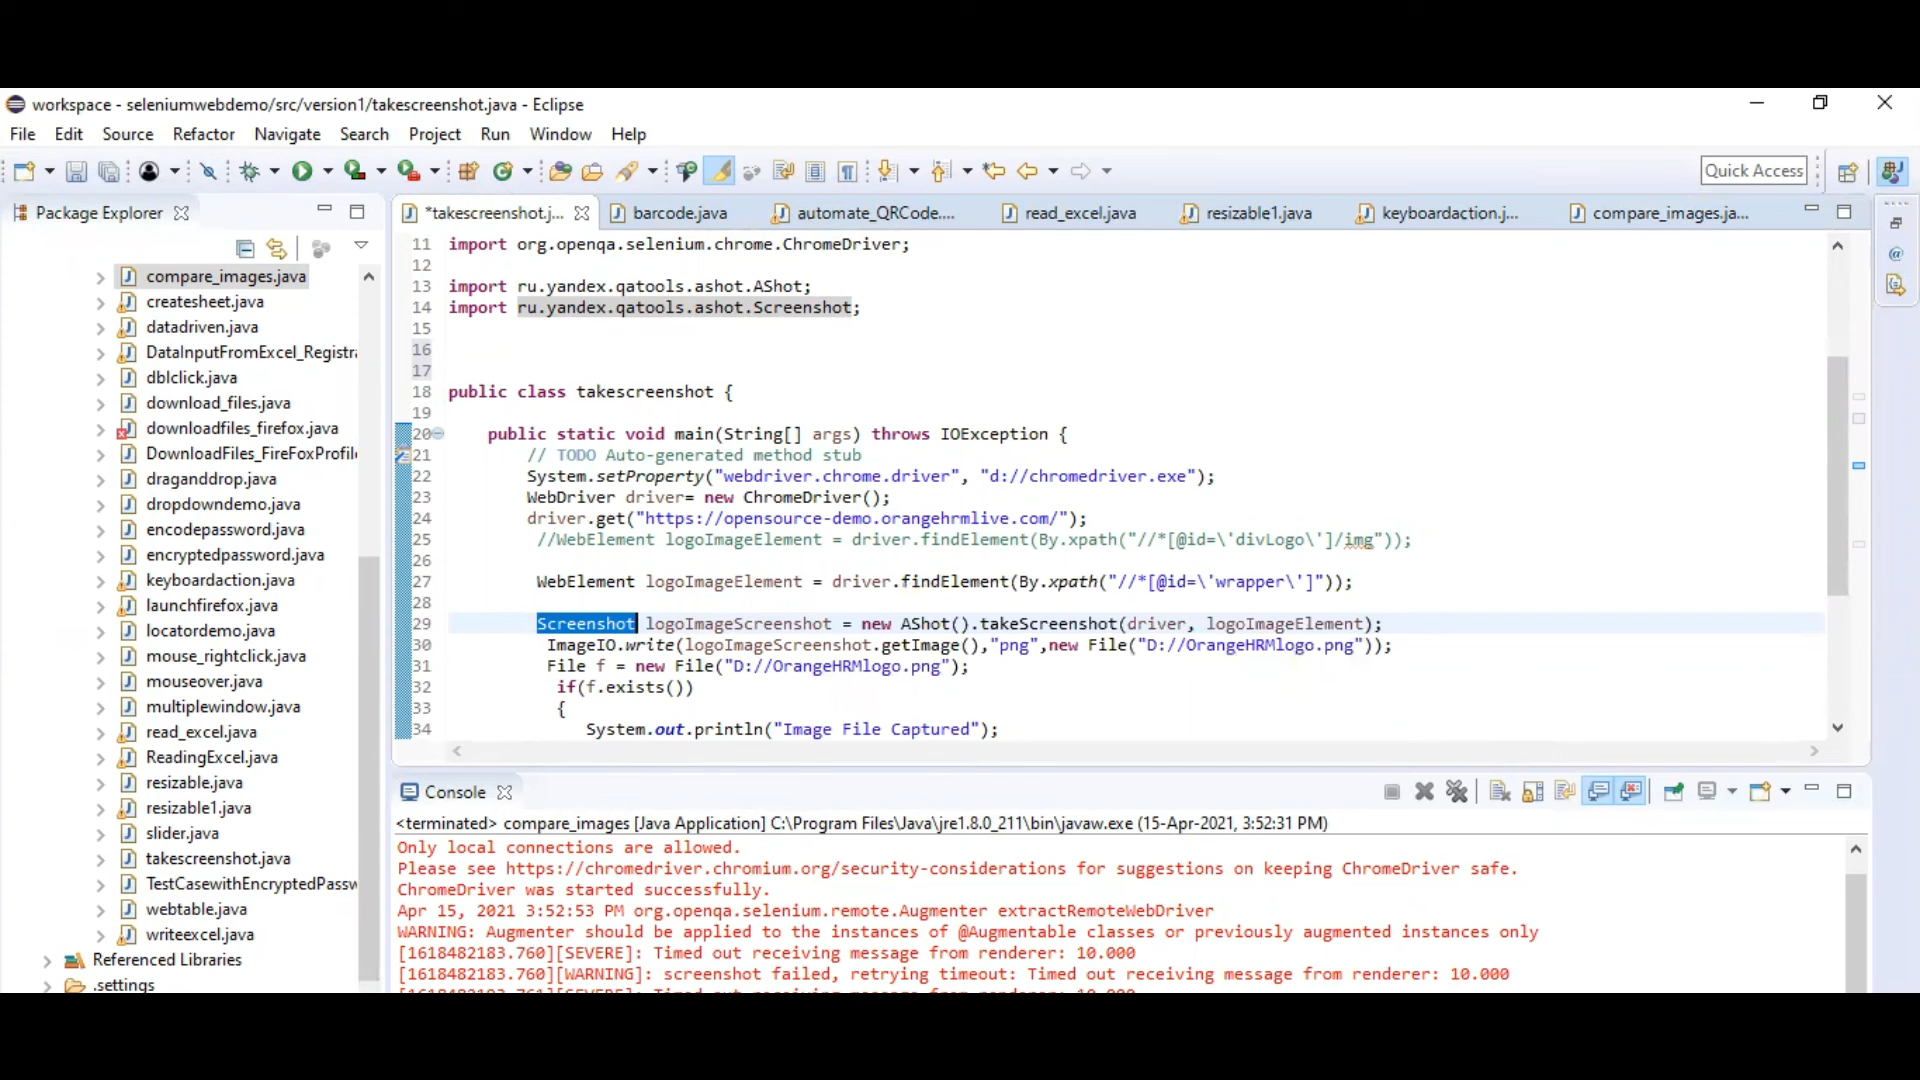 workspace - seleniumwebdemo/src/version1/takescreenshot.java - Eclipse
File Edit Source Refactor Navigate Search Project Run Window Help
Quick Access
Package Explorer
*takescreenshot.j... barcode.java automate_QRCode.... read_excel.java resizable1.java keyboardaction.j... compare_images.ja...
compare_images.java
createsheet.java
datadriven.java
DataInputFromExcel_Registra
dblclick.java
download_files.java
downloadfiles_firefox.java
DownloadFiles_FireFoxProfil
draganddrop.java
dropdowndemo.java
encodepassword.java
encryptedpassword.java
keyboardaction.java
launchfirefox.java
locatordemo.java
mouse_rightclick.java
mouseover.java
multiplewindow.java
read_excel.java
ReadingExcel.java
resizable.java
resizable1.java
slider.java
takescreenshot.java
TestCasewithEncryptedPassw
webtable.java
writeexcel.java
Referenced Libraries
.settings
11 import org.openqa.selenium.chrome.ChromeDriver;
12
13 import ru.yandex.qatools.ashot.AShot;
14 import ru.yandex.qatools.ashot.Screenshot;
15
16
17
18 public class takescreenshot {
19
20 public static void main(String[] args) throws IOException {
21 // TODO Auto-generated method stub
22 System.setProperty("webdriver.chrome.driver", "d://chromedriver.exe");
23 WebDriver driver= new ChromeDriver();
24 driver.get("https://opensource-demo.orangehrmlive.com/");
25 //WebElement logoImageElement = driver.findElement(By.xpath("//*[@id=\'divLogo\']/img"));
26
27 WebElement logoImageElement = driver.findElement(By.xpath("//*[@id=\'wrapper\']"));
28
29 Screenshot logoImageScreenshot = new AShot().takeScreenshot(driver, logoImageElement);
30 ImageIO.write(logoImageScreenshot.getImage(),"png",new File("D://OrangeHRMlogo.png"));
31 File f = new File("D://OrangeHRMlogo.png");
32 if(f.exists())
33 {
34 System.out.println("Image File Captured");
Console
<terminated> compare_images [Java Application] C:\Program Files\Java\jre1.8.0_211\bin\javaw.exe (15-Apr-2021, 3:52:31 PM)
Only local connections are allowed.
Please see https://chromedriver.chromium.org/security-considerations for suggestions on keeping ChromeDriver safe.
ChromeDriver was started successfully.
Apr 15, 2021 3:52:53 PM org.openqa.selenium.remote.Augmenter extractRemoteWebDriver
WARNING: Augmenter should be applied to the instances of @Augmentable classes or previously augmented instances only
[1618482183.760][SEVERE]: Timed out receiving message from renderer: 10.000
[1618482183.760][WARNING]: screenshot failed, retrying timeout: Timed out receiving message from renderer: 10.000